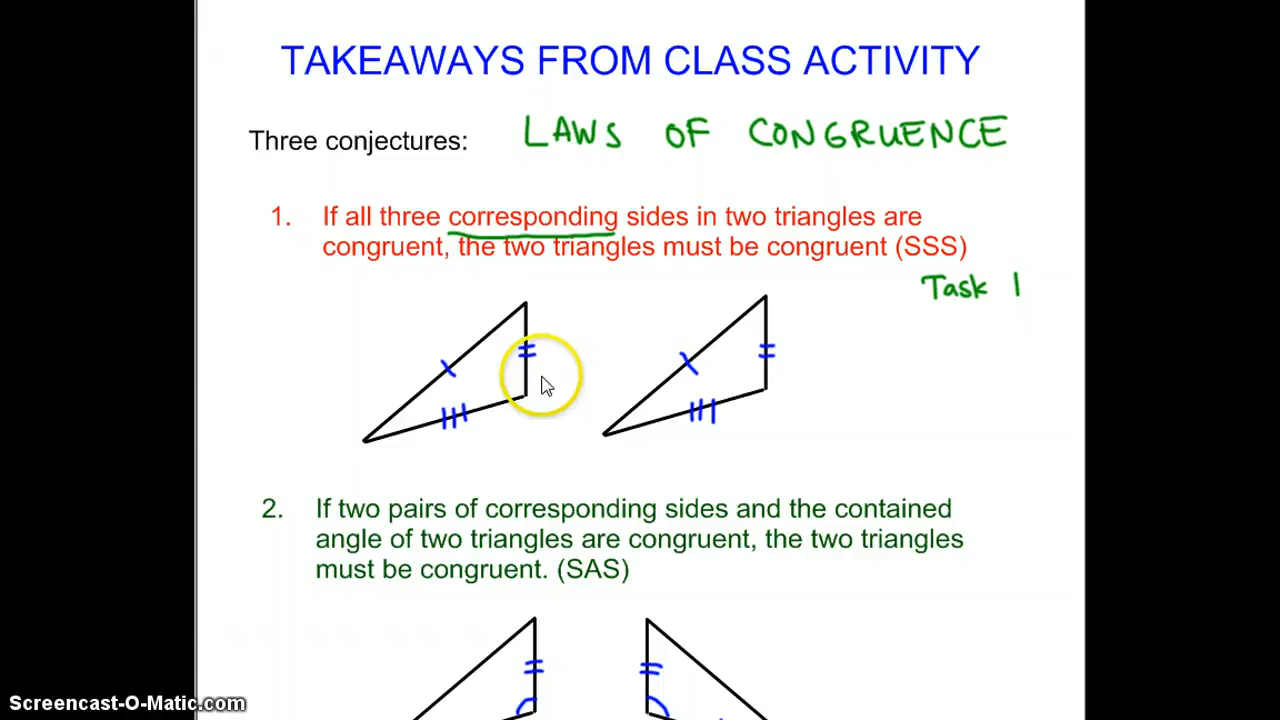 TAKEAWAYS FROM CLASS ACTIVITY
Three conjectures: LAWS OF CONGRUENCE
1. If all three corresponding sides in two triangles are
congruent, the two triangles must be congruent (SSS)
Task 1
2. If two pairs of corresponding sides and the contained
angle of two triangles are congruent, the two triangles
must be congruent. (SAS)
Screencast-O-Matic.com